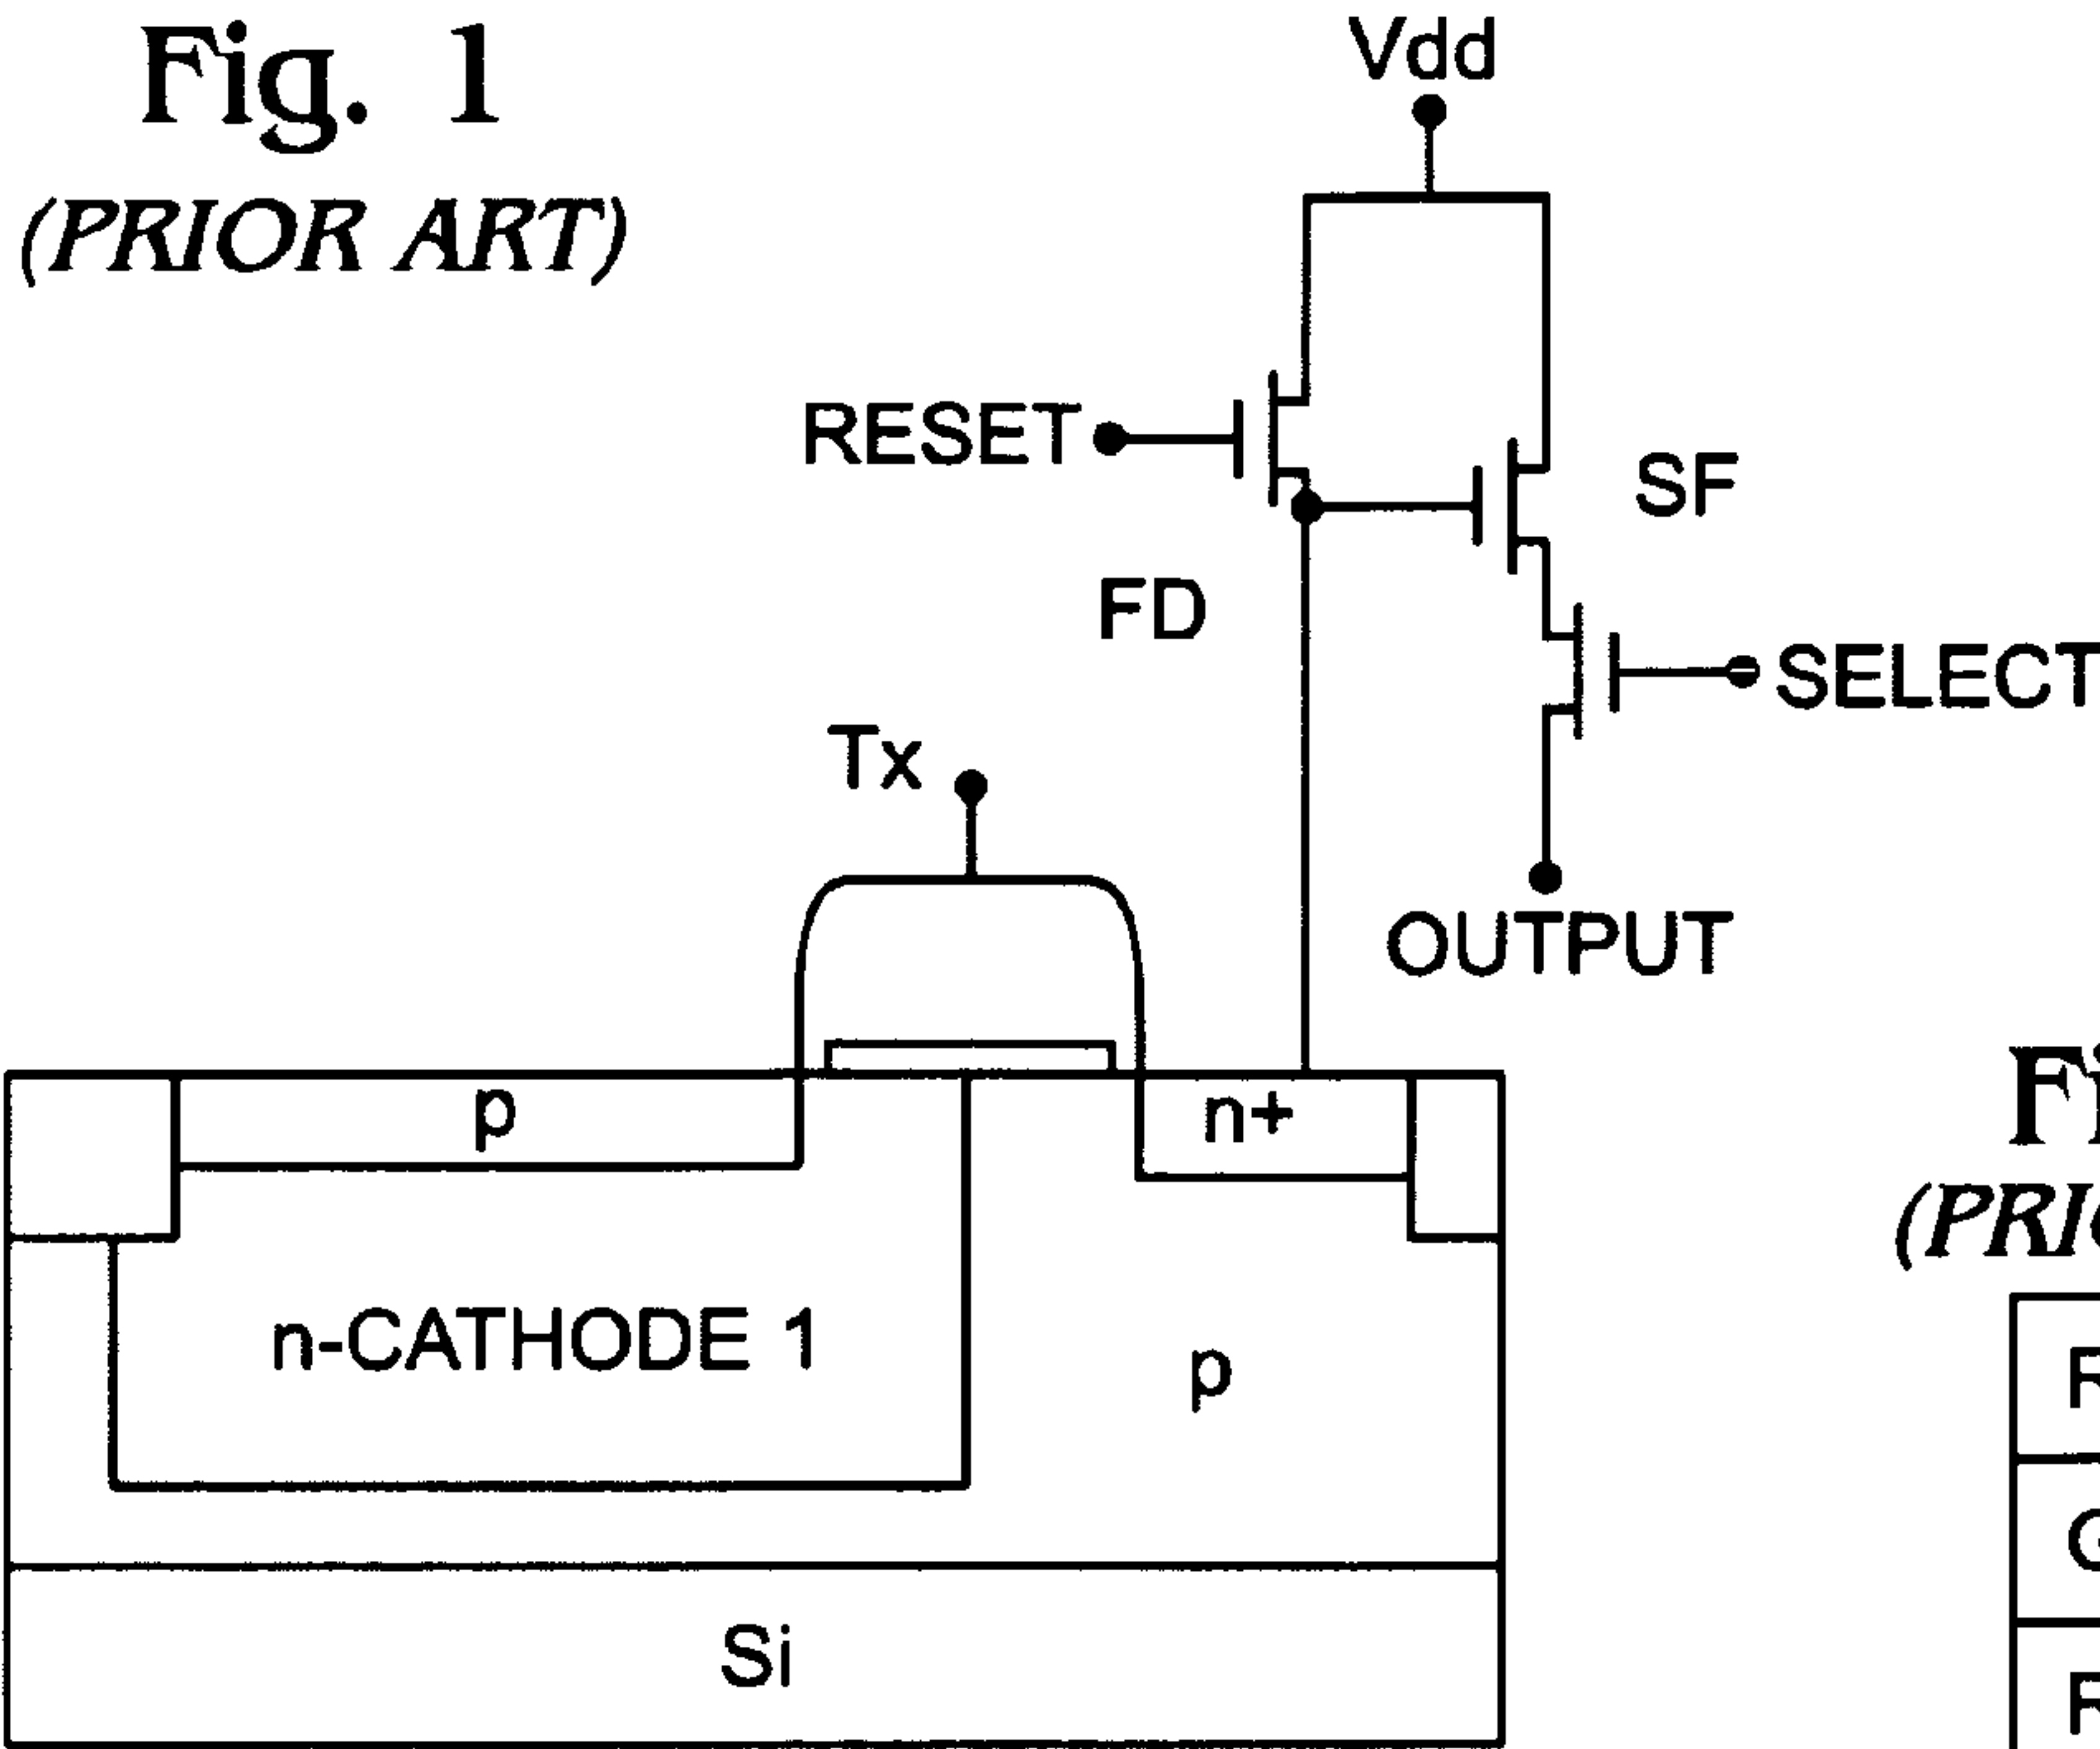 Fig. 1
(PRIOR ART)
Vdd
RESET
SF
FD
SELECT
Tx
OUTPUT
p
n+
n-CATHODE 1
p
Si